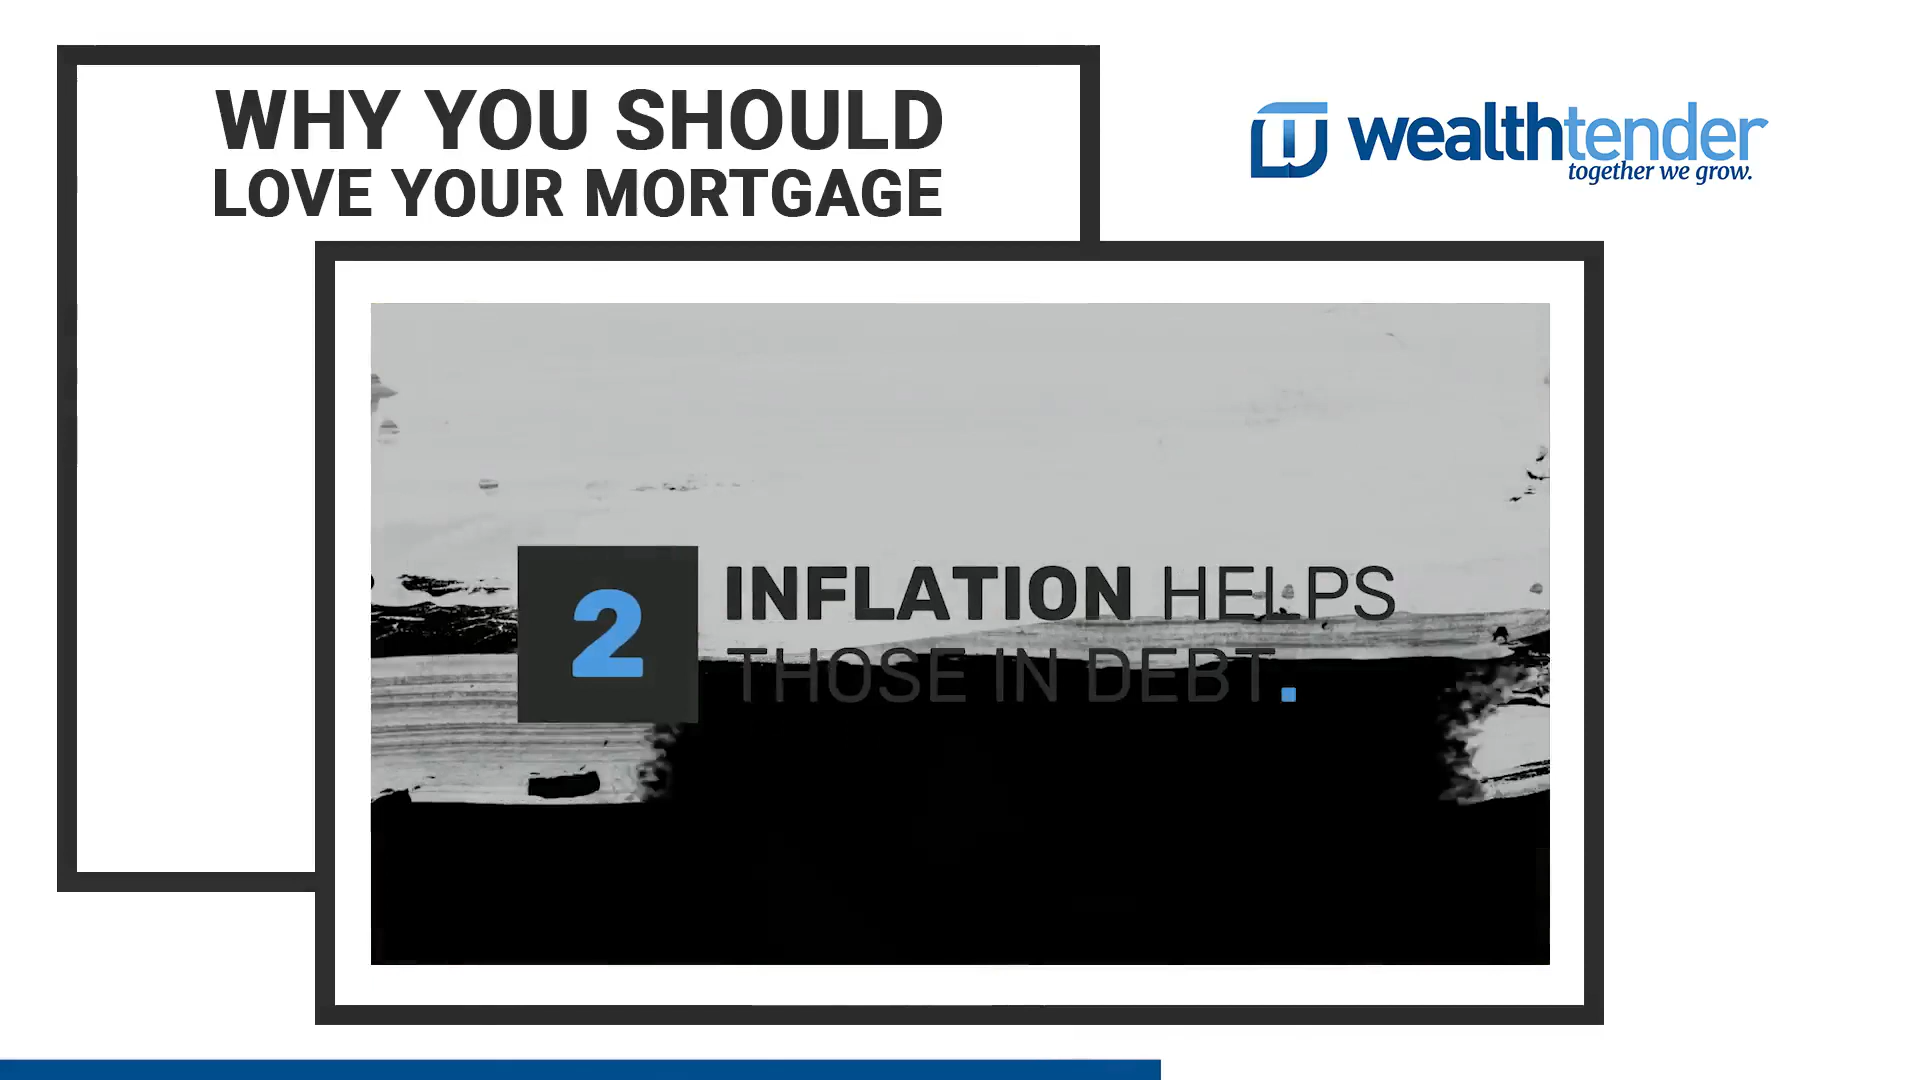 WHY YOU SHOULD
LOVE YOUR MORTGAGE
wealthtender
together we grow.
2
INFLATION HELPS
THOSE IN DEBT.